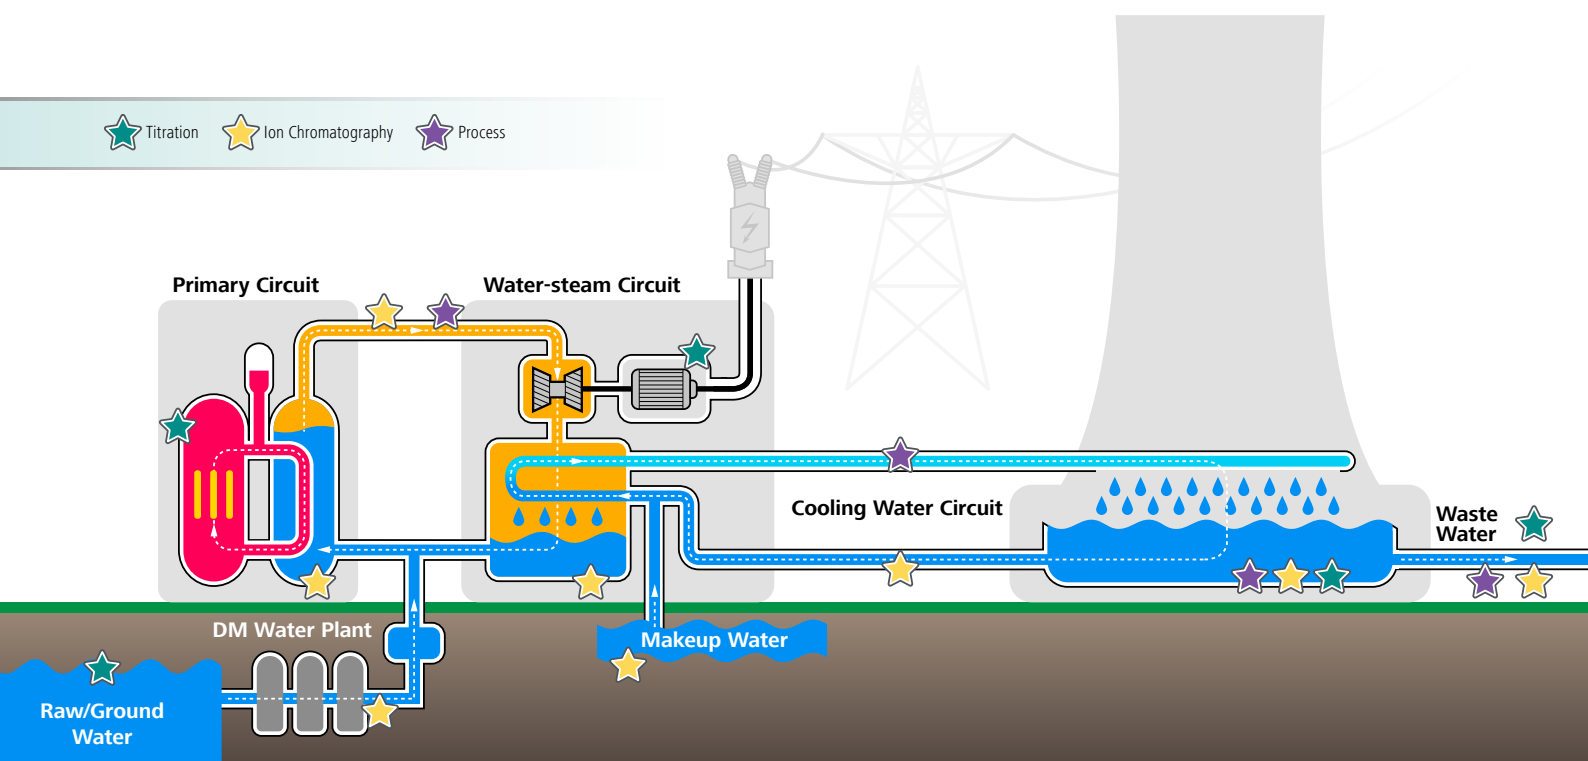 Titration
Ion Chromatography
Process
Primary Circuit
Water-steam Circuit
Cooling Water Circuit
Waste
Water
DM Water Plant
Makeup Water
Raw/Ground
Water